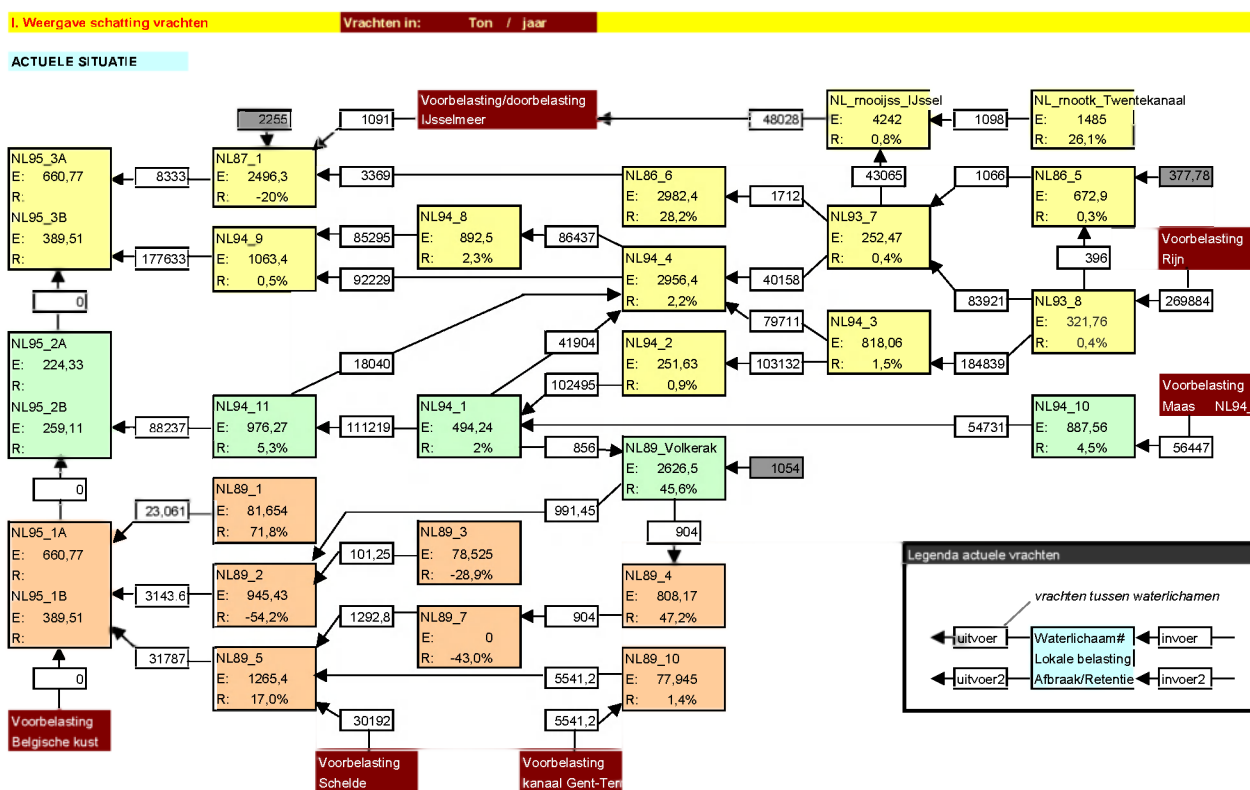 I. Weergave schatting vrachten
Vrachten in: Ton / jaar
ACTUELE SITUATIE
Voorbelasting/doorbelasting
IJsselmeer
2255
1091
48028
NL_mooijss_IJssel
E: 4242
R: 0,8%
1098
NL_rnootk_Twentekanaal
E: 1485
R: 26,1%
NL95_3A
E: 660,77
R:
NL95_3B
E: 389,51
R:
8333
NL87_1
E: 2496,3
R: -20%
3369
NL86_6
E: 2982,4
R: 28,2%
1712
43065
1066
NL86_5
E: 672,9
R: 0,3%
377,78
177633
NL94_9
E: 1063,4
R: 0,5%
85295
NL94_8
E: 892,5
R: 2,3%
86437
92229
NL94_4
E: 2956,4
R: 2,2%
40158
NL93_7
E: 252,47
R: 0,4%
396
Voorbelasting
Rijn
0
83921
NL93_8
E: 321,76
R: 0,4%
269884
79711
NL94_3
E: 818,06
R: 1,5%
184839
NL95_2A
E: 224,33
R:
NL95_2B
E: 259,11
R:
18040
41904
NL94_2
E: 251,63
R: 0,9%
103132
102495
88237
NL94_11
E: 976,27
R: 5,3%
111219
NL94_1
E: 494,24
R: 2%
54731
NL94_10
E: 887,56
R: 4,5%
Voorbelasting
Maas NL94_
56447
856
NL89_Volkerak
E: 2626,5
R: 45,6%
1054
0
23,061
NL89_1
E: 81,654
R: 71,8%
991,45
904
NL95_1A
E: 660,77
R:
NL95_1B
E: 389,51
R:
101,25
NL89_3
E: 78,525
R: -28,9%
3143.6
NL89_2
E: 945,43
R: -54,2%
NL89_4
E: 808,17
R: 47,2%
1292,8
NL89_7
E: 0
R: -43,0%
904
31787
NL89_5
E: 1265,4
R: 17,0%
5541,2
NL89_10
E: 77,945
R: 1,4%
0
30192
5541,2
Voorbelasting
Belgische kust
Voorbelasting
Schelde
Voorbelasting
kanaal Gent-Tern
Legenda actuele vrachten
vrachten tussen waterlichamen
uitvoer
Waterlichaam#
invoer
Lokale belasting
uitvoer2
Afbraak/Retentie
invoer2